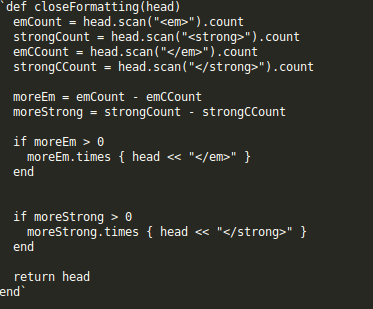 `def closeFormatting(head)
  emCount = head.scan("<em>").count
  strongCount = head.scan("<strong>").count
  emCCount = head.scan("</em>").count
  strongCCount = head.scan("</strong>").count

  moreEm = emCount - emCCount
  moreStrong = strongCount - strongCCount

  if moreEm > 0
    moreEm.times { head << "</em>" }
  end


  if moreStrong > 0
    moreStrong.times { head << "</strong>" }
  end

  return head
end`